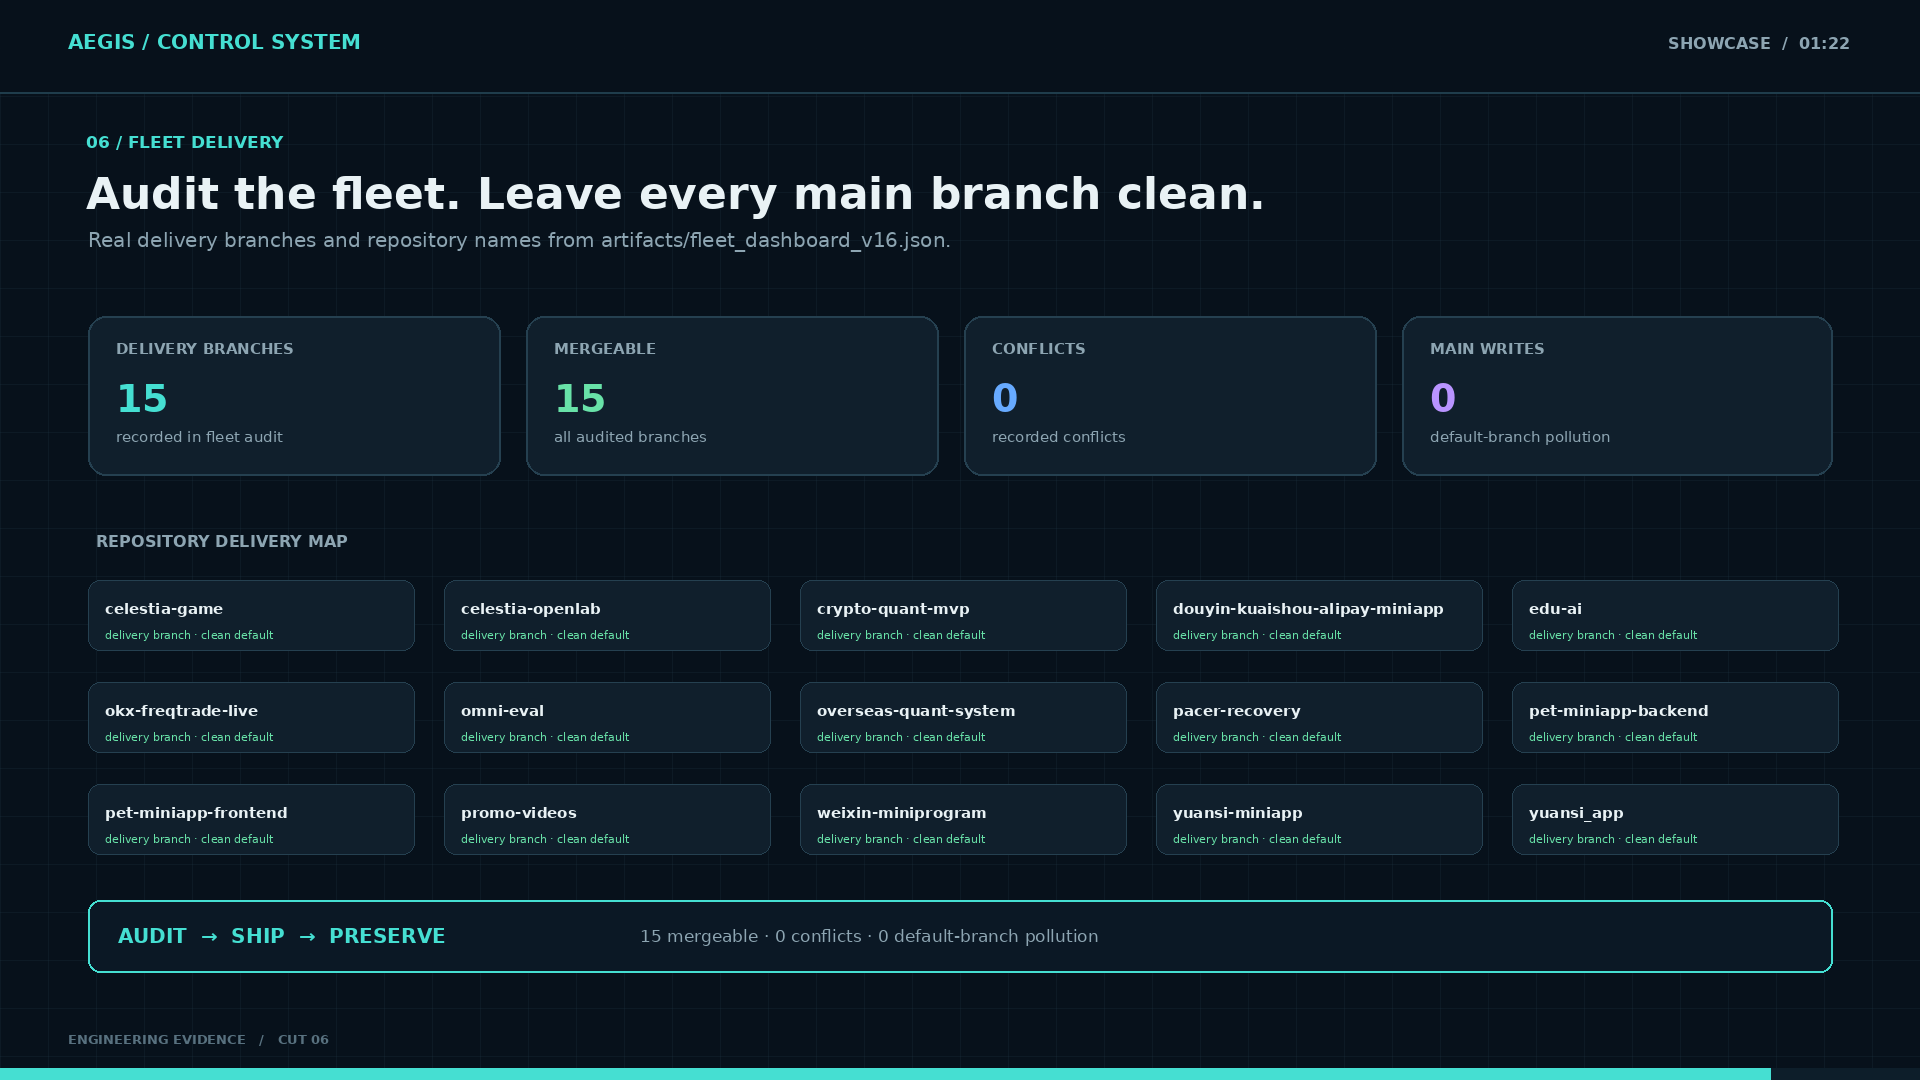 AEGIS / CONTROL SYSTEM
SHOWCASE / 01:22
06 / FLEET DELIVERY
Audit the fleet. Leave every main branch clean.
Real delivery branches and repository names from artifacts/fleet_dashboard_v16.json.
DELIVERY BRANCHES
15
recorded in fleet audit
MERGEABLE
15
all audited branches
CONFLICTS
0
recorded conflicts
MAIN WRITES
0
default-branch pollution
REPOSITORY DELIVERY MAP
celestia-game
delivery branch · clean default
celestia-openlab
delivery branch · clean default
crypto-quant-mvp
delivery branch · clean default
douyin-kuaishou-alipay-miniapp
delivery branch · clean default
edu-ai
delivery branch · clean default
okx-freqtrade-live
delivery branch · clean default
omni-eval
delivery branch · clean default
overseas-quant-system
delivery branch · clean default
pacer-recovery
delivery branch · clean default
pet-miniapp-backend
delivery branch · clean default
pet-miniapp-frontend
delivery branch · clean default
promo-videos
delivery branch · clean default
weixin-miniprogram
delivery branch · clean default
yuansi-miniapp
delivery branch · clean default
yuansi_app
delivery branch · clean default
AUDIT → SHIP → PRESERVE
15 mergeable · 0 conflicts · 0 default-branch pollution
ENGINEERING EVIDENCE / CUT 06